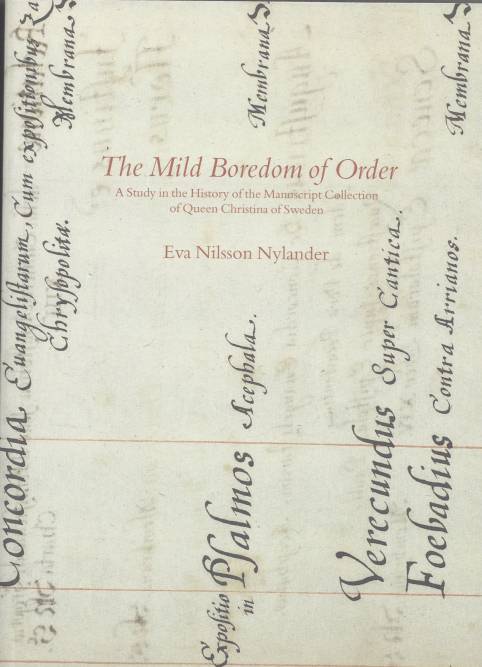 The Mild Boredom of Order
A Study in the History of the Manuscript Collection
of Queen Christina of Sweden
Eva Nilsson Nylander
Concordia Euangeliſtarum, Cum expoſitionibus
Chryſopolita.
Membrana
Expoſitio in Pſalmos Acephala.
Membrana
Verecundus Super Cantica.
Foebadius Contra Arrianos.
Membrana